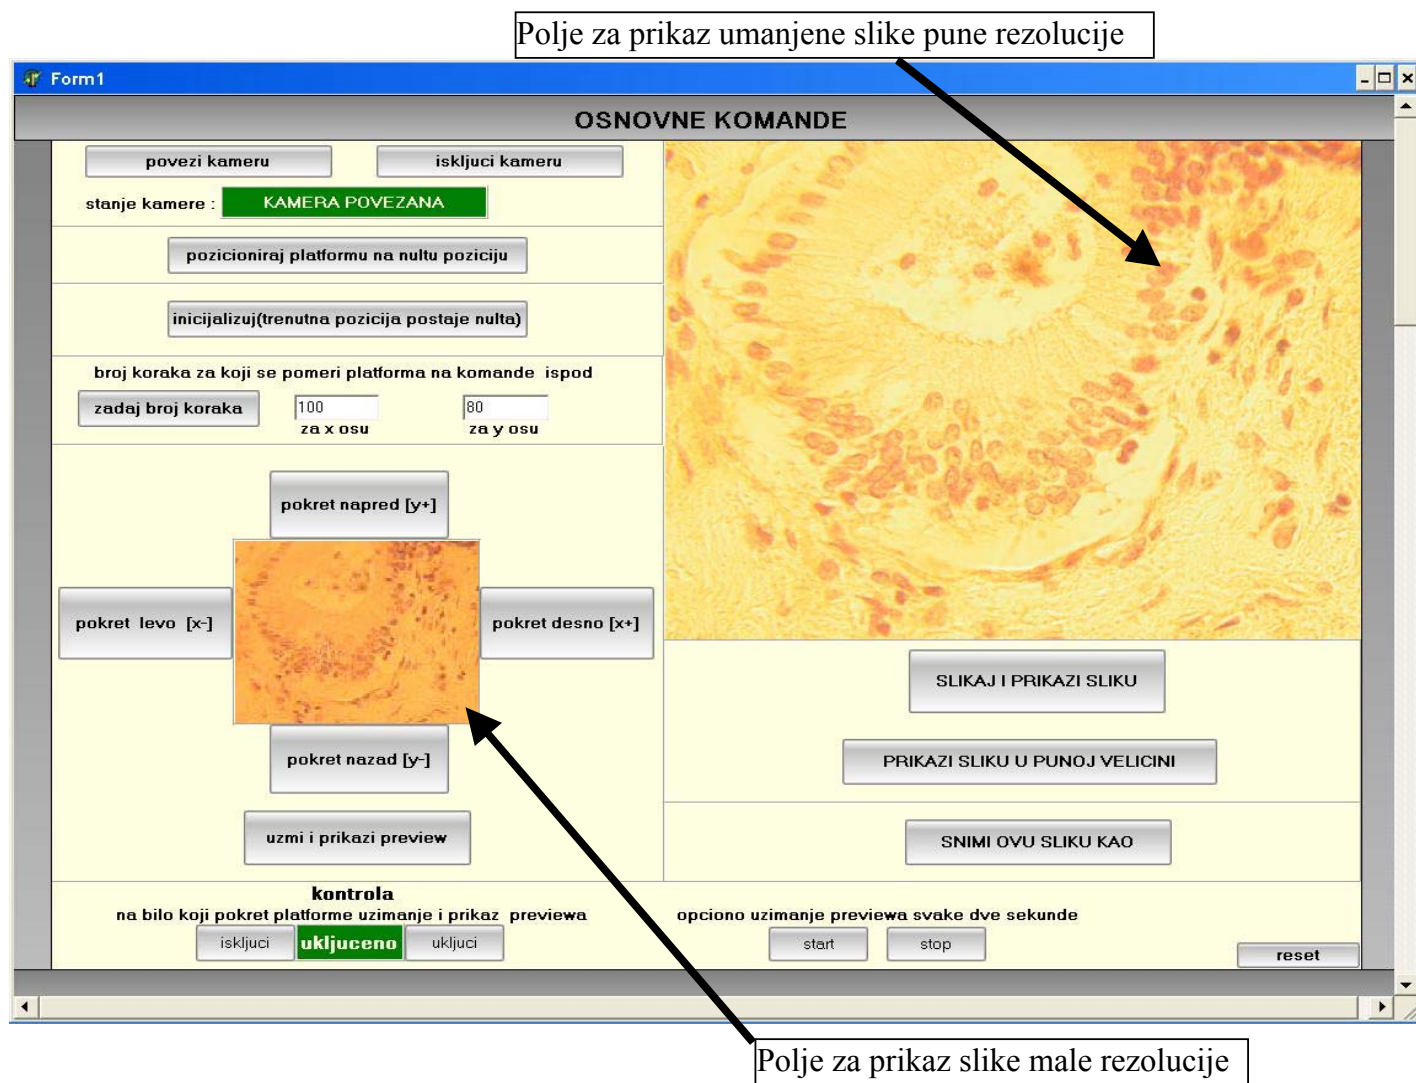 Polje za prikaz umanjene slike pune rezolucije
Form1
OSNOVNE KOMANDE
povezi kameru
iskljuci kameru
stanje kamere :
KAMERA POVEZANA
pozicioniraj platformu na nultu poziciju
inicijalizuj(trenutna pozicija postaje nulta)
broj koraka za koji se pomeri platforma na komande ispod
zadaj broj koraka
100
80
za x osu
za y osu
pokret napred [y+]
pokret levo [x-]
pokret desno [x+]
pokret nazad [y-]
uzmi i prikazi preview
SLIKAJ I PRIKAZI SLIKU
PRIKAZI SLIKU U PUNOJ VELICINI
SNIMI OVU SLIKU KAO
kontrola
na bilo koji pokret platforme uzimanje i prikaz previewa
iskljuci
ukljuceno
ukljuci
opciono uzimanje previewa svake dve sekunde
start
stop
reset
Polje za prikaz slike male rezolucije